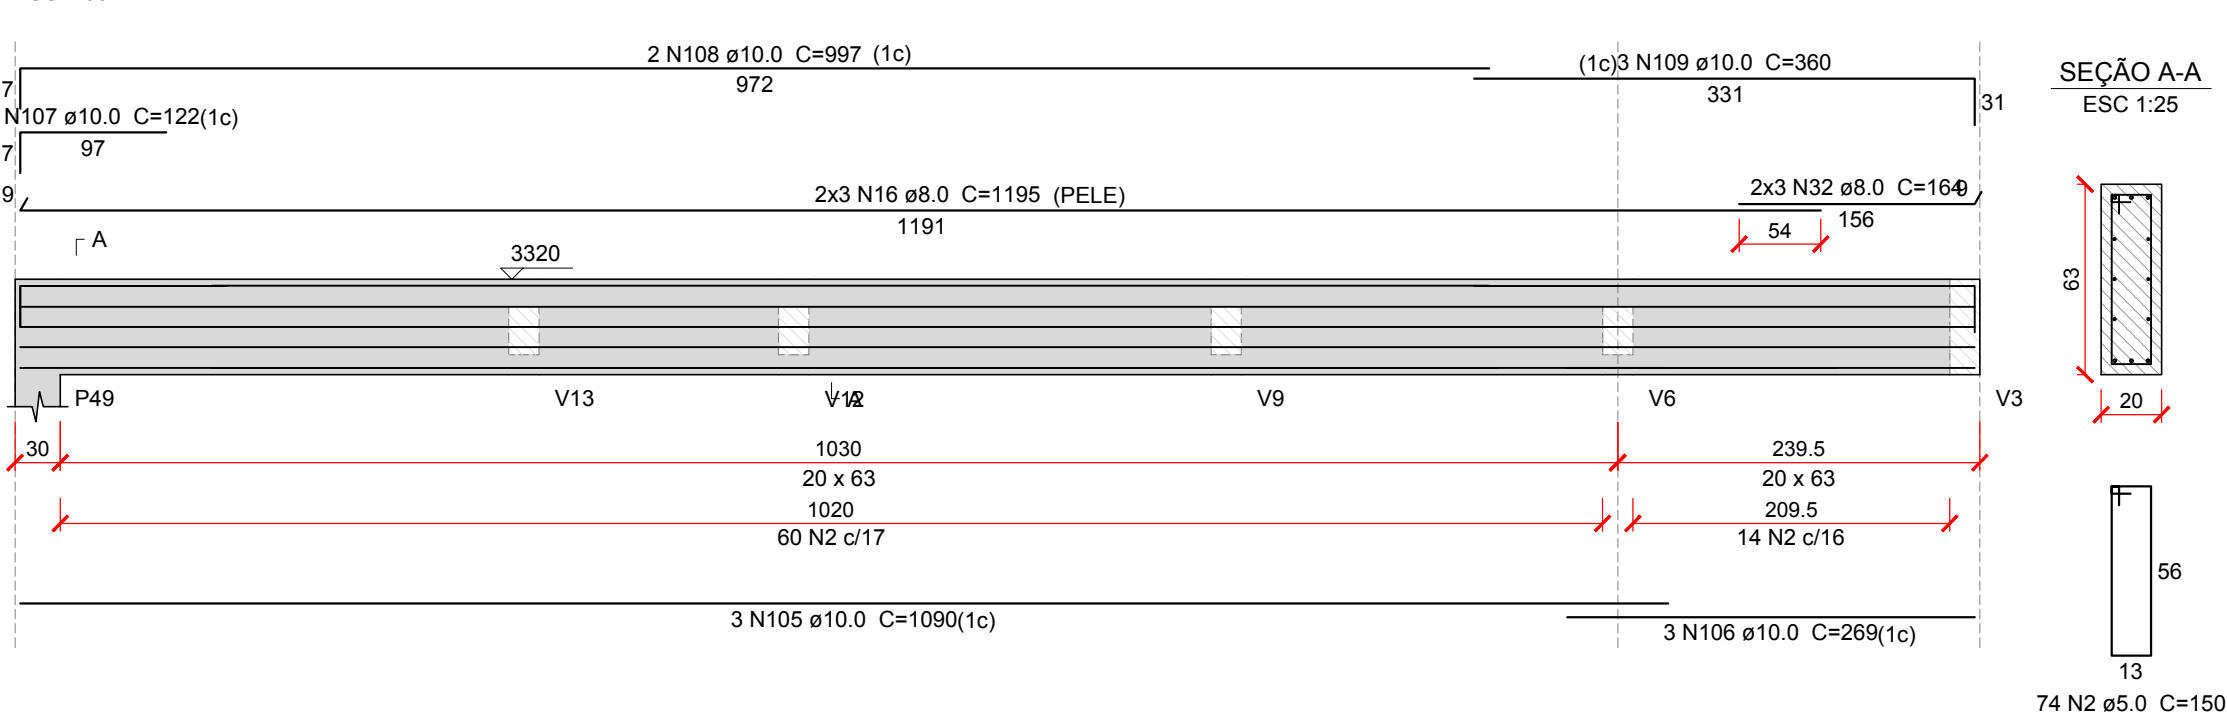 2 N108 ø10.0 C=997 (1c)
972
(1c)3 N109 ø10.0 C=360
331
31
SEÇÃO A-A
ESC 1:25
7
N107 ø10.0 C=122(1c)
97
7
9
2x3 N16 ø8.0 C=1195 (PELE)
1191
2x3 N32 ø8.0 C=164
9
156
54
A
3320
63
20
P49
V13
V12
A
V9
V6
V3
30
1030
239.5
20 x 63
20 x 63
1020
209.5
60 N2 c/17
14 N2 c/16
56
13
74 N2 ø5.0 C=150
3 N105 ø10.0 C=1090(1c)
3 N106 ø10.0 C=269(1c)